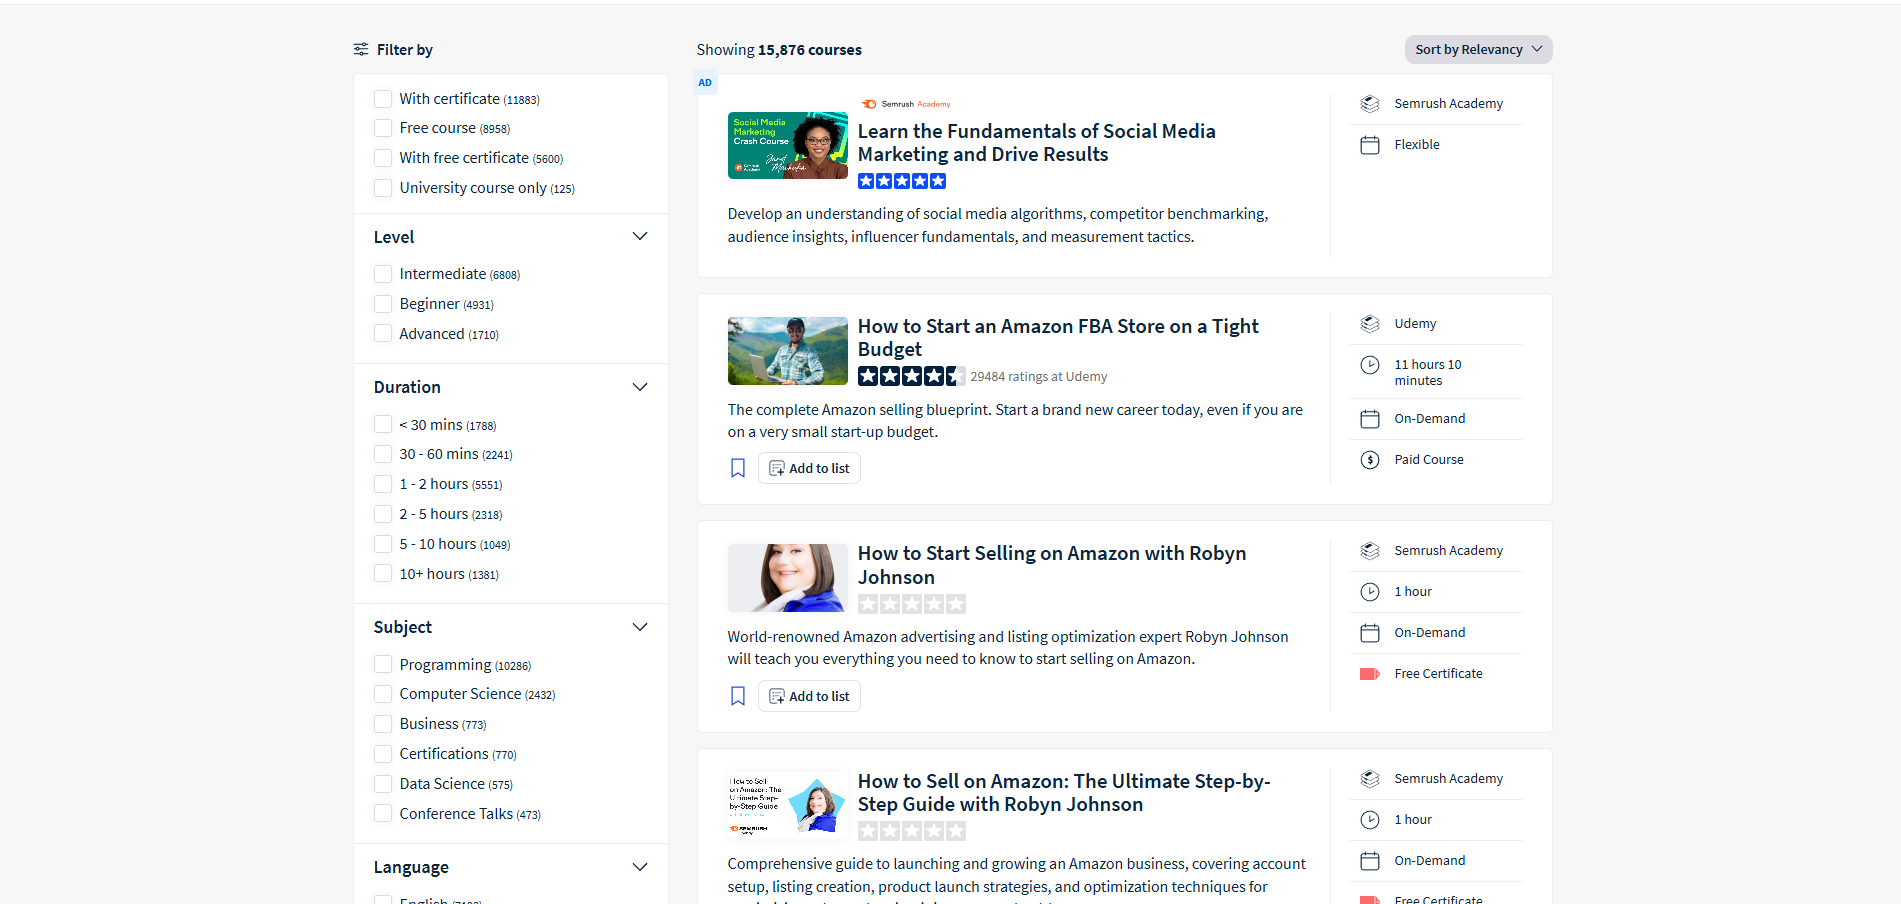 Filter by
With certificate (11883)
Free course (8958)
With free certificate (5600)
University course only (125)
Level
Intermediate (6808)
Beginner (4931)
Advanced (1710)
Duration
< 30 mins (1788)
30 - 60 mins (2241)
1 - 2 hours (5551)
2 - 5 hours (2318)
5 - 10 hours (1049)
10+ hours (1381)
Subject
Programming (10286)
Computer Science (2432)
Business (773)
Certifications (770)
Data Science (575)
Conference Talks (473)
Language
Showing 15,876 courses
Sort by Relevancy
AD
Semrush Academy
Social Media
Marketing
Crash Course
Semrush
Academy
Learn the Fundamentals of Social Media
Marketing and Drive Results
Develop an understanding of social media algorithms, competitor benchmarking,
audience insights, influencer fundamentals, and measurement tactics.
Semrush Academy
Flexible
How to Start an Amazon FBA Store on a Tight
Budget
29484 ratings at Udemy
The complete Amazon selling blueprint. Start a brand new career today, even if you are
on a very small start-up budget.
Add to list
Udemy
11 hours 10
minutes
On-Demand
Paid Course
How to Start Selling on Amazon with Robyn
Johnson
World-renowned Amazon advertising and listing optimization expert Robyn Johnson
will teach you everything you need to know to start selling on Amazon.
Add to list
Semrush Academy
1 hour
On-Demand
Free Certificate
How to Sell
on Amazon: The
Ultimate Step-
by-Step Guide
SEMRUSH
How to Sell on Amazon: The Ultimate Step-by-
Step Guide with Robyn Johnson
Comprehensive guide to launching and growing an Amazon business, covering account
setup, listing creation, product launch strategies, and optimization techniques for
Semrush Academy
1 hour
On-Demand
Free Certificate